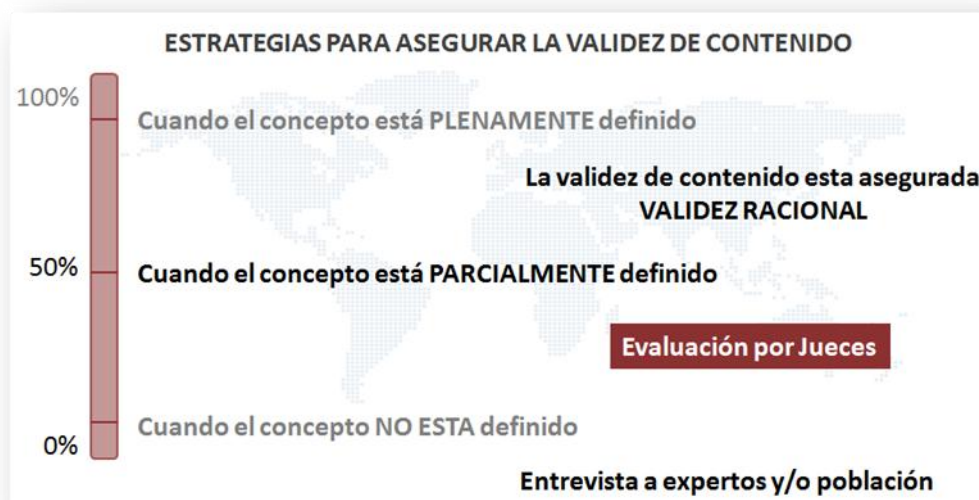 ESTRATEGIAS PARA ASEGURAR LA VALIDEZ DE CONTENIDO
100%
Cuando el concepto está PLENAMENTE definido
La validez de contenido esta asegurada
VALIDEZ RACIONAL
50%
Cuando el concepto está PARCIALMENTE definido
Evaluación por Jueces
Cuando el concepto NO ESTA definido
0%
Entrevista a expertos y/o población